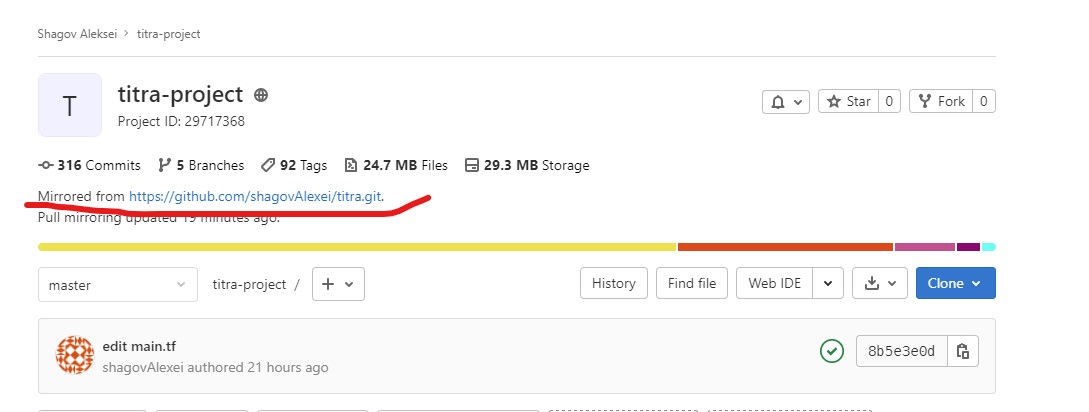 Shagov Aleksei > titra-project
T
titra-project
Project ID: 29717368
Star 0
Fork 0
316 Commits 5 Branches 92 Tags 24.7 MB Files 29.3 MB Storage
Mirrored from https://github.com/shagovAlexei/titra.git.
Pull mirroring updated 19 minutes ago.
master
titra-project / +
History
Find file
Web IDE
Clone
edit main.tf
shagovAlexei authored 21 hours ago
8b5e3e0d